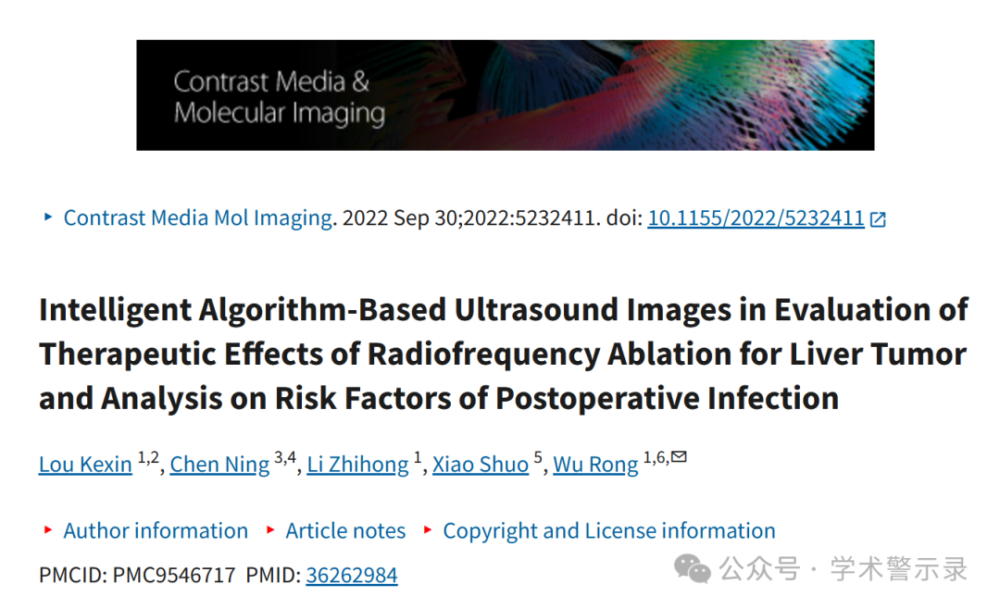 Contrast Media &
Molecular Imaging
Contrast Media Mol Imaging. 2022 Sep 30;2022:5232411. doi: 10.1155/2022/5232411
Intelligent Algorithm-Based Ultrasound Images in Evaluation of
Therapeutic Effects of Radiofrequency Ablation for Liver Tumor
and Analysis on Risk Factors of Postoperative Infection
Lou Kexin 1,2, Chen Ning 3,4, Li Zhihong 1, Xiao Shuo 5, Wu Rong 1,6,✉
Author information Article notes Copyright and License information
PMCID: PMC9546717 PMID: 36262984
公众号 · 学术警示录